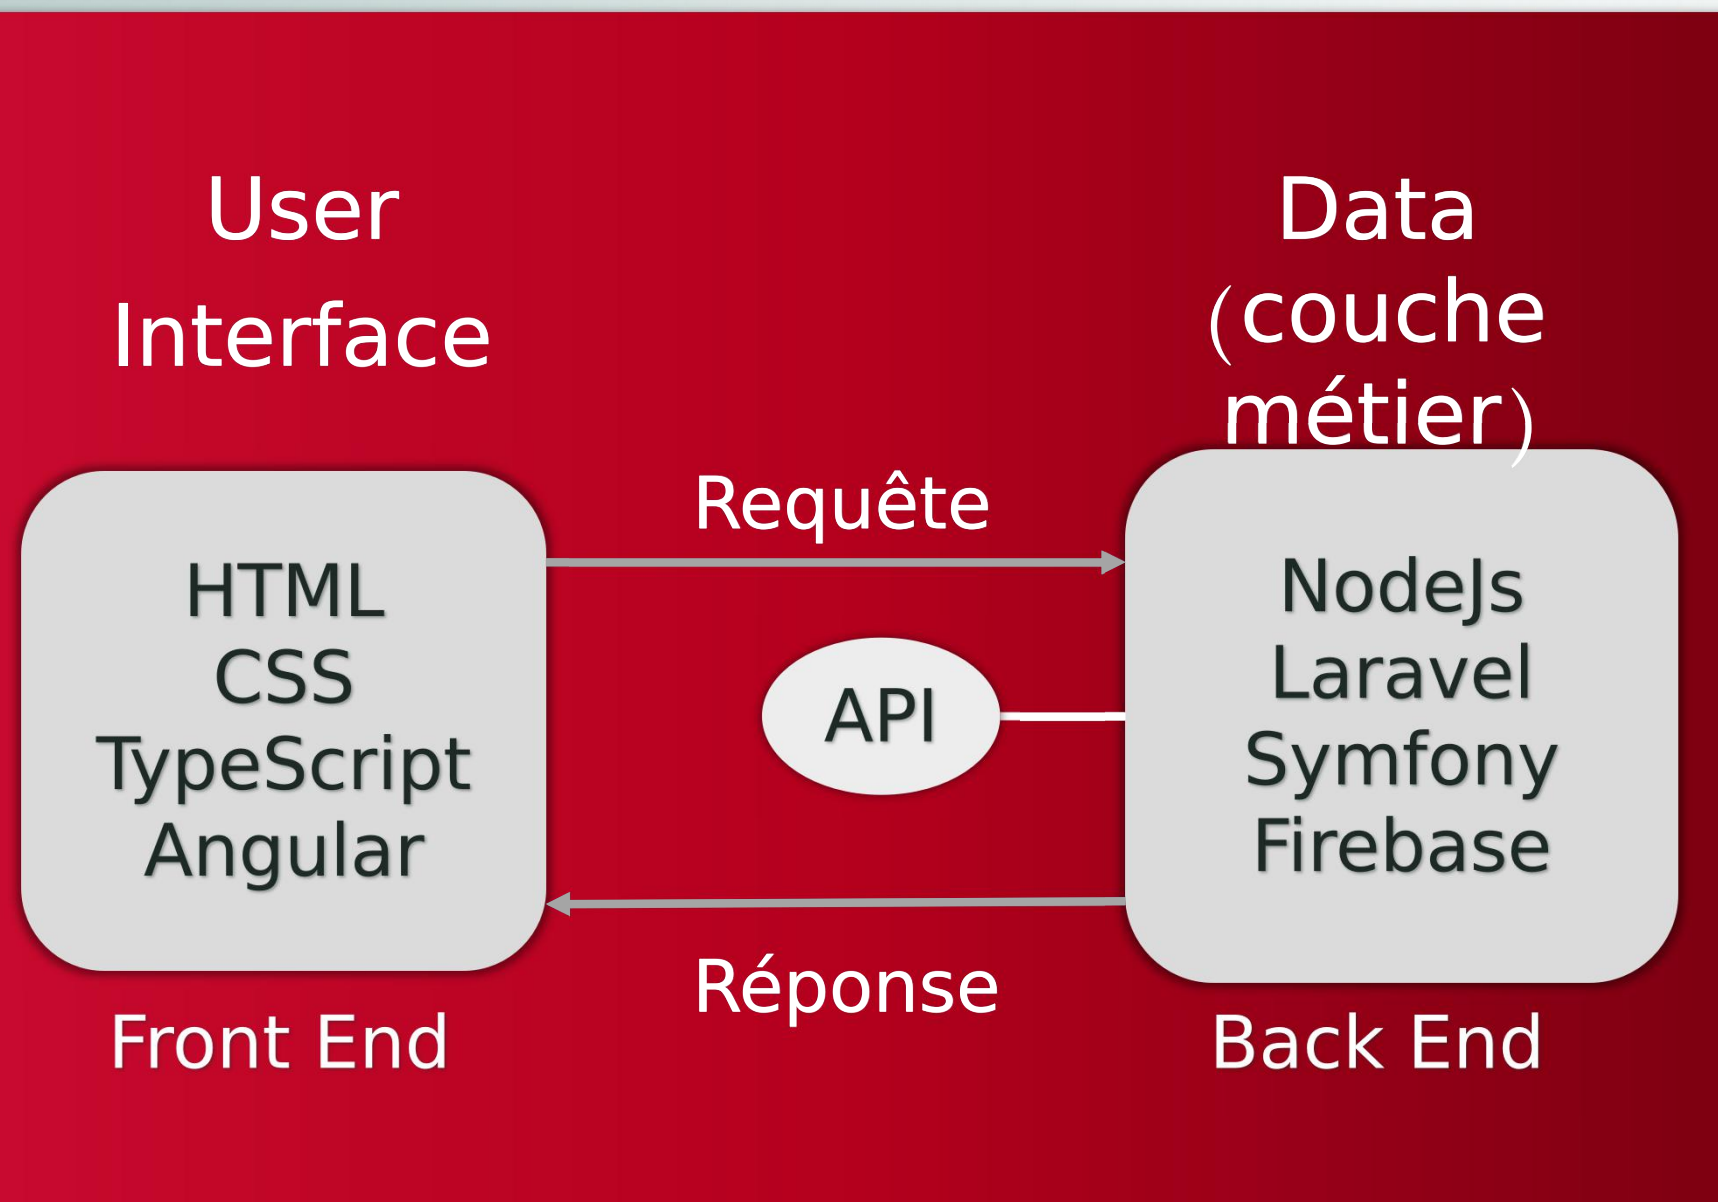 User
Interface
Data
(couche
métier)
Requête
HTML
CSS
TypeScript
Angular
API
NodeJs
Laravel
Symfony
Firebase
Réponse
Front End
Back End